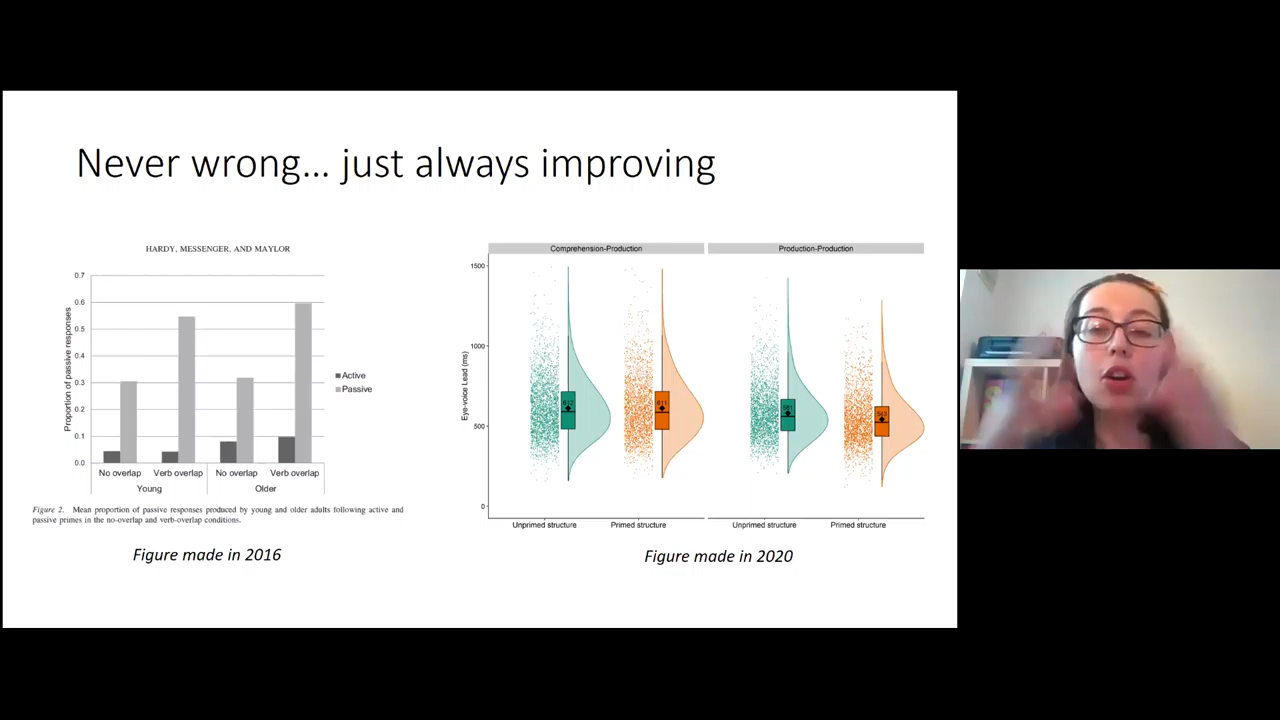 Never wrong... just always improving
HARDY, MESSENGER, AND MAYLOR
Proportion of passive responses
0.7
0.6
0.5
0.4
0.3
0.2
0.1
0.0
No overlap Verb overlap No overlap Verb overlap
Young Older
Active
Passive
Figure 2. Mean proportion of passive responses produced by young and older adults following active and
passive primes in the no-overlap and verb-overlap conditions.
Figure made in 2016
Comprehension-Production Production-Production
Eye-voice Lead (ms)
1500
1000
500
0
612 611 543
Unprimed structure Primed structure Unprimed structure Primed structure
Figure made in 2020